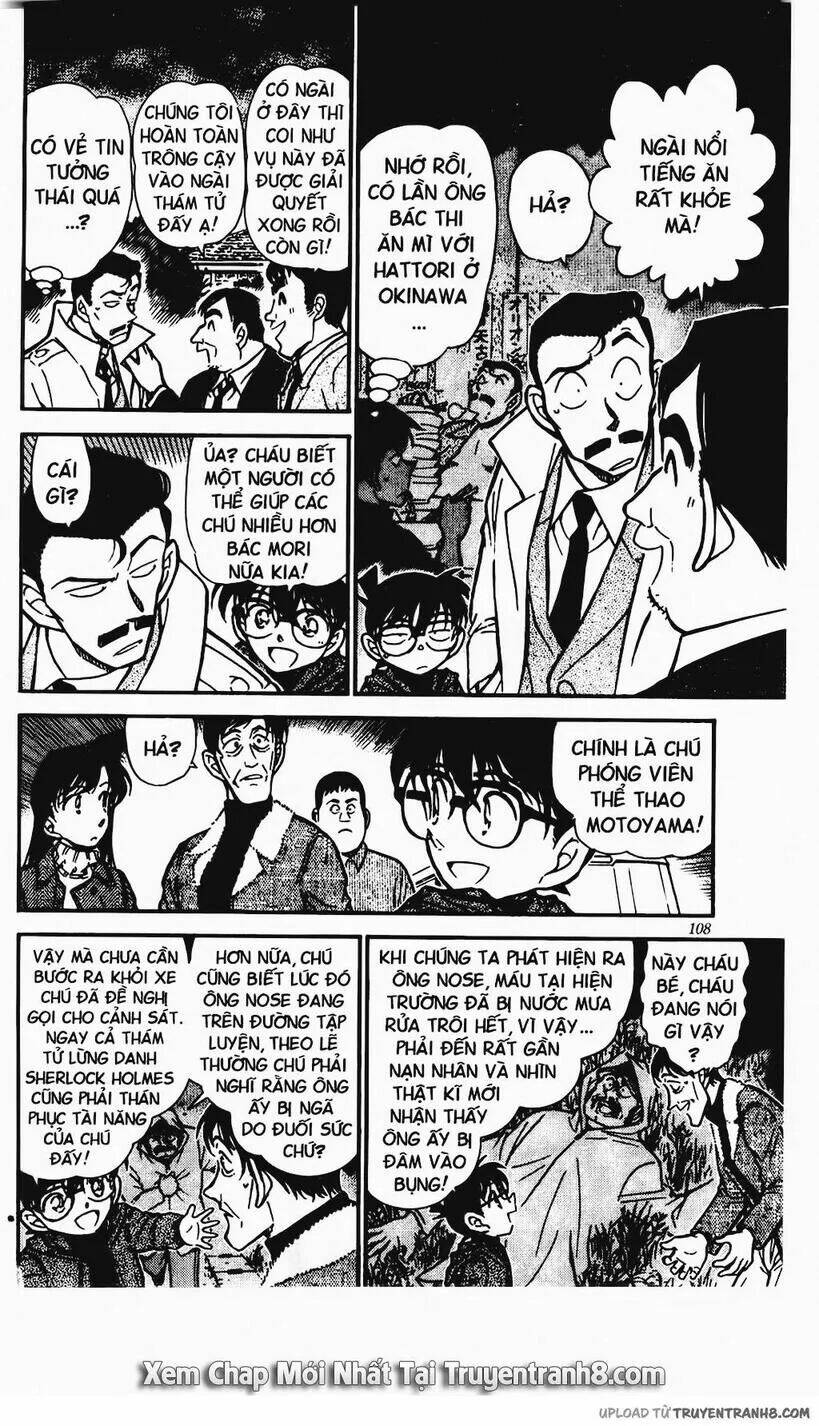 NGÀI NỔI
TIẾNG ĂN
RẤT KHỎE
MÀ!
HẢ?
NHỚ RỒI,
CÓ LẦN ÔNG
BÁC THI
ĂN MÌ VỚI
HATTORI Ở
OKINAWA
...
CÓ NGÀI
Ở ĐÂY THÌ
COI NHƯ
VỤ NÀY ĐÃ
ĐƯỢC GIẢI
QUYẾT
XONG RỒI
CÒN GÌ!
CHÚNG TÔI
HOÀN TOÀN
TRÔNG CẬY
VÀO NGÀI
THÁM TỬ
ĐẤY Ạ!
CÓ VẺ TIN
TƯỞNG
THÁI QUÁ
...?
ỦA? CHÁU BIẾT
MỘT NGƯỜI CÓ
THỂ GIÚP CÁC
CHÚ NHIỀU HƠN
BÁC MORI
NỮA KIA!
CÁI
GÌ?
CHÍNH LÀ CHÚ
PHÓNG VIÊN
THỂ THAO
MOTOYAMA!
HẢ?
108
NÀY CHÁU
BÉ, CHÁU
ĐANG NÓI
GÌ VẬY
?
KHI CHÚNG TA PHÁT HIỆN RA
ÔNG NOSE, MÁU TẠI HIỆN
TRƯỜNG ĐÃ BỊ NƯỚC MƯA
RỬA TRÔI HẾT, VÌ VẬY...
PHẢI ĐẾN RẤT GẦN
NẠN NHÂN VÀ NHÌN
THẬT KĨ MỚI
NHẬN THẤY
ÔNG ẤY BỊ
ĐÂM VÀO
BỤNG!
HƠN NỮA, CHÚ
CŨNG BIẾT LÚC ĐÓ
ÔNG NOSE ĐANG
TRÊN ĐƯỜNG TẬP
LUYỆN, THEO LẼ
THƯỜNG CHÚ PHẢI
NGHĨ RẰNG ÔNG
ẤY BỊ NGÃ
DO ĐUỐI SỨC
CHỨ?
VẬY MÀ CHƯA CẦN
BƯỚC RA KHỎI XE
CHÚ ĐÃ ĐỀ NGHỊ
GỌI CHO CẢNH SÁT.
NGAY CẢ THÁM
TỬ LỪNG DANH
SHERLOCK HOLMES
CŨNG PHẢI THÁN
PHỤC TÀI NĂNG
CỦA CHÚ
ĐẤY!
Xem Chap Mới Nhất Tại Truyentranh8.com
UPLOAD TỪ TRUYENTRANH8.COM